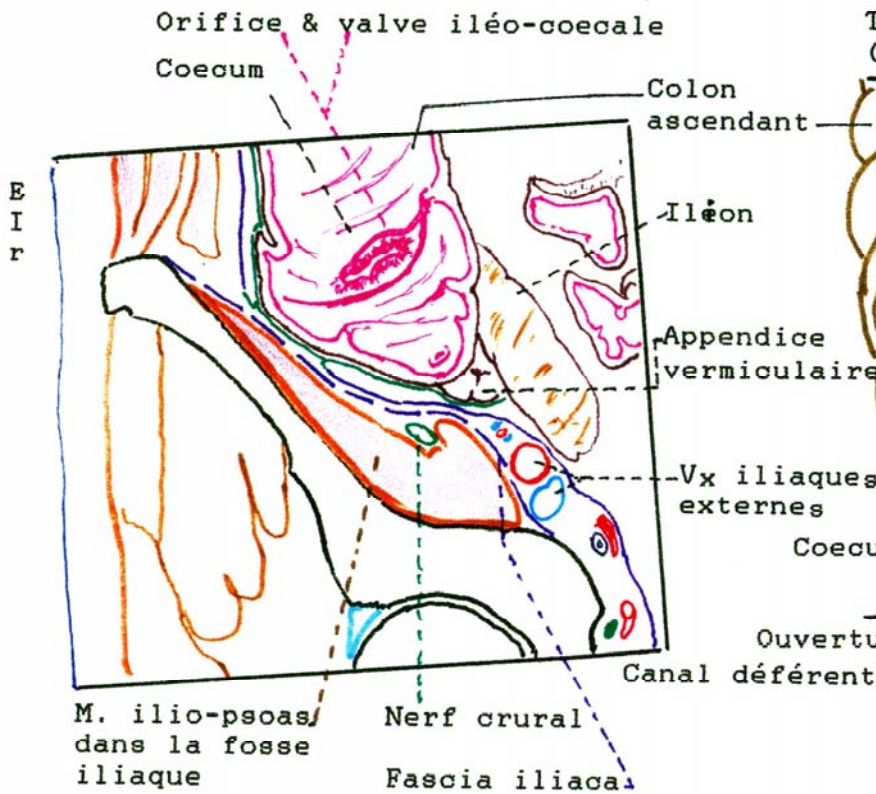 Orifice & valve iléo-coecale
Coecum
Colon
ascendant
E
I
r
Iléon
Appendice
vermiculaire
Vx iliaques
externes
Coecu
Ouvertu
Canal déférent
M. ilio-psoas
dans la fosse
iliaque
Nerf crural
Fascia iliaca